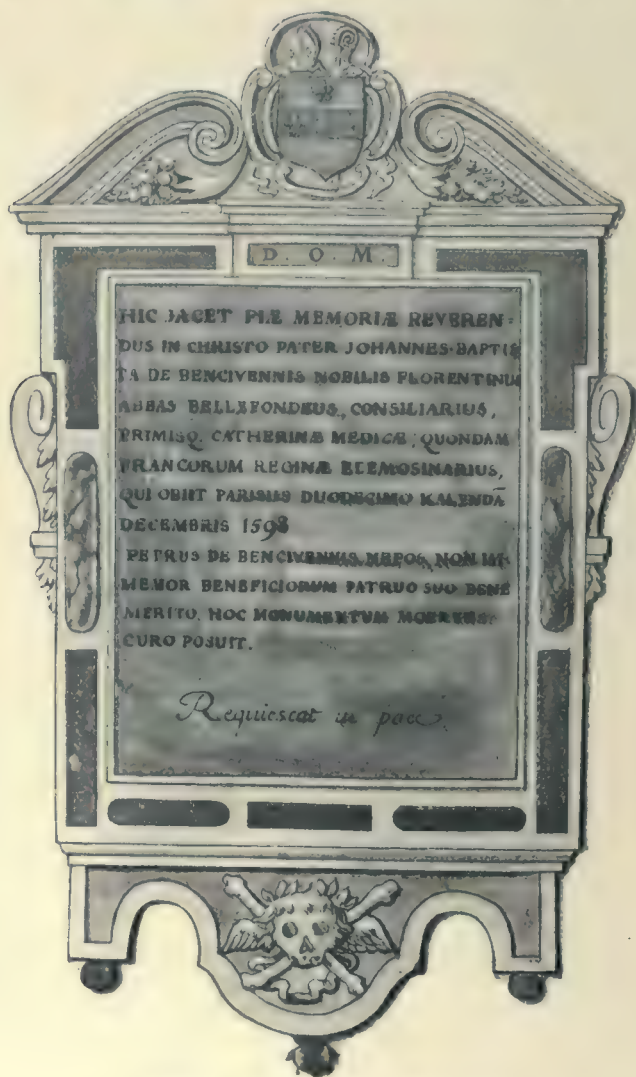 D. O. M.
HIC JACET PIÆ MEMORIÆ REVEREN-
DUS IN CHRISTO PATER JOHANNES-BAPTIS
TA DE BENCIVENNIS NOBILIS FLORENTINUS
ABBAS BELLEFONDEUS, CONSILIARIUS,
PRIMISQ. CATHERINÆ MEDICÆ, QUONDAM
FRANCORUM REGINÆ ELEMOSINARIUS,
QUI OBIIT PARISIIS DUODECIMO KALENDĀ
DECEMBRIS 1598
PETRUS DE BENCIVENNIS NEPOS, NON IM-
MEMOR BENEFICIORUM PATRUO SUO BENE
MERITO, HOC MONUMENTUM
CURO POSUIT.
Requiescat in pace